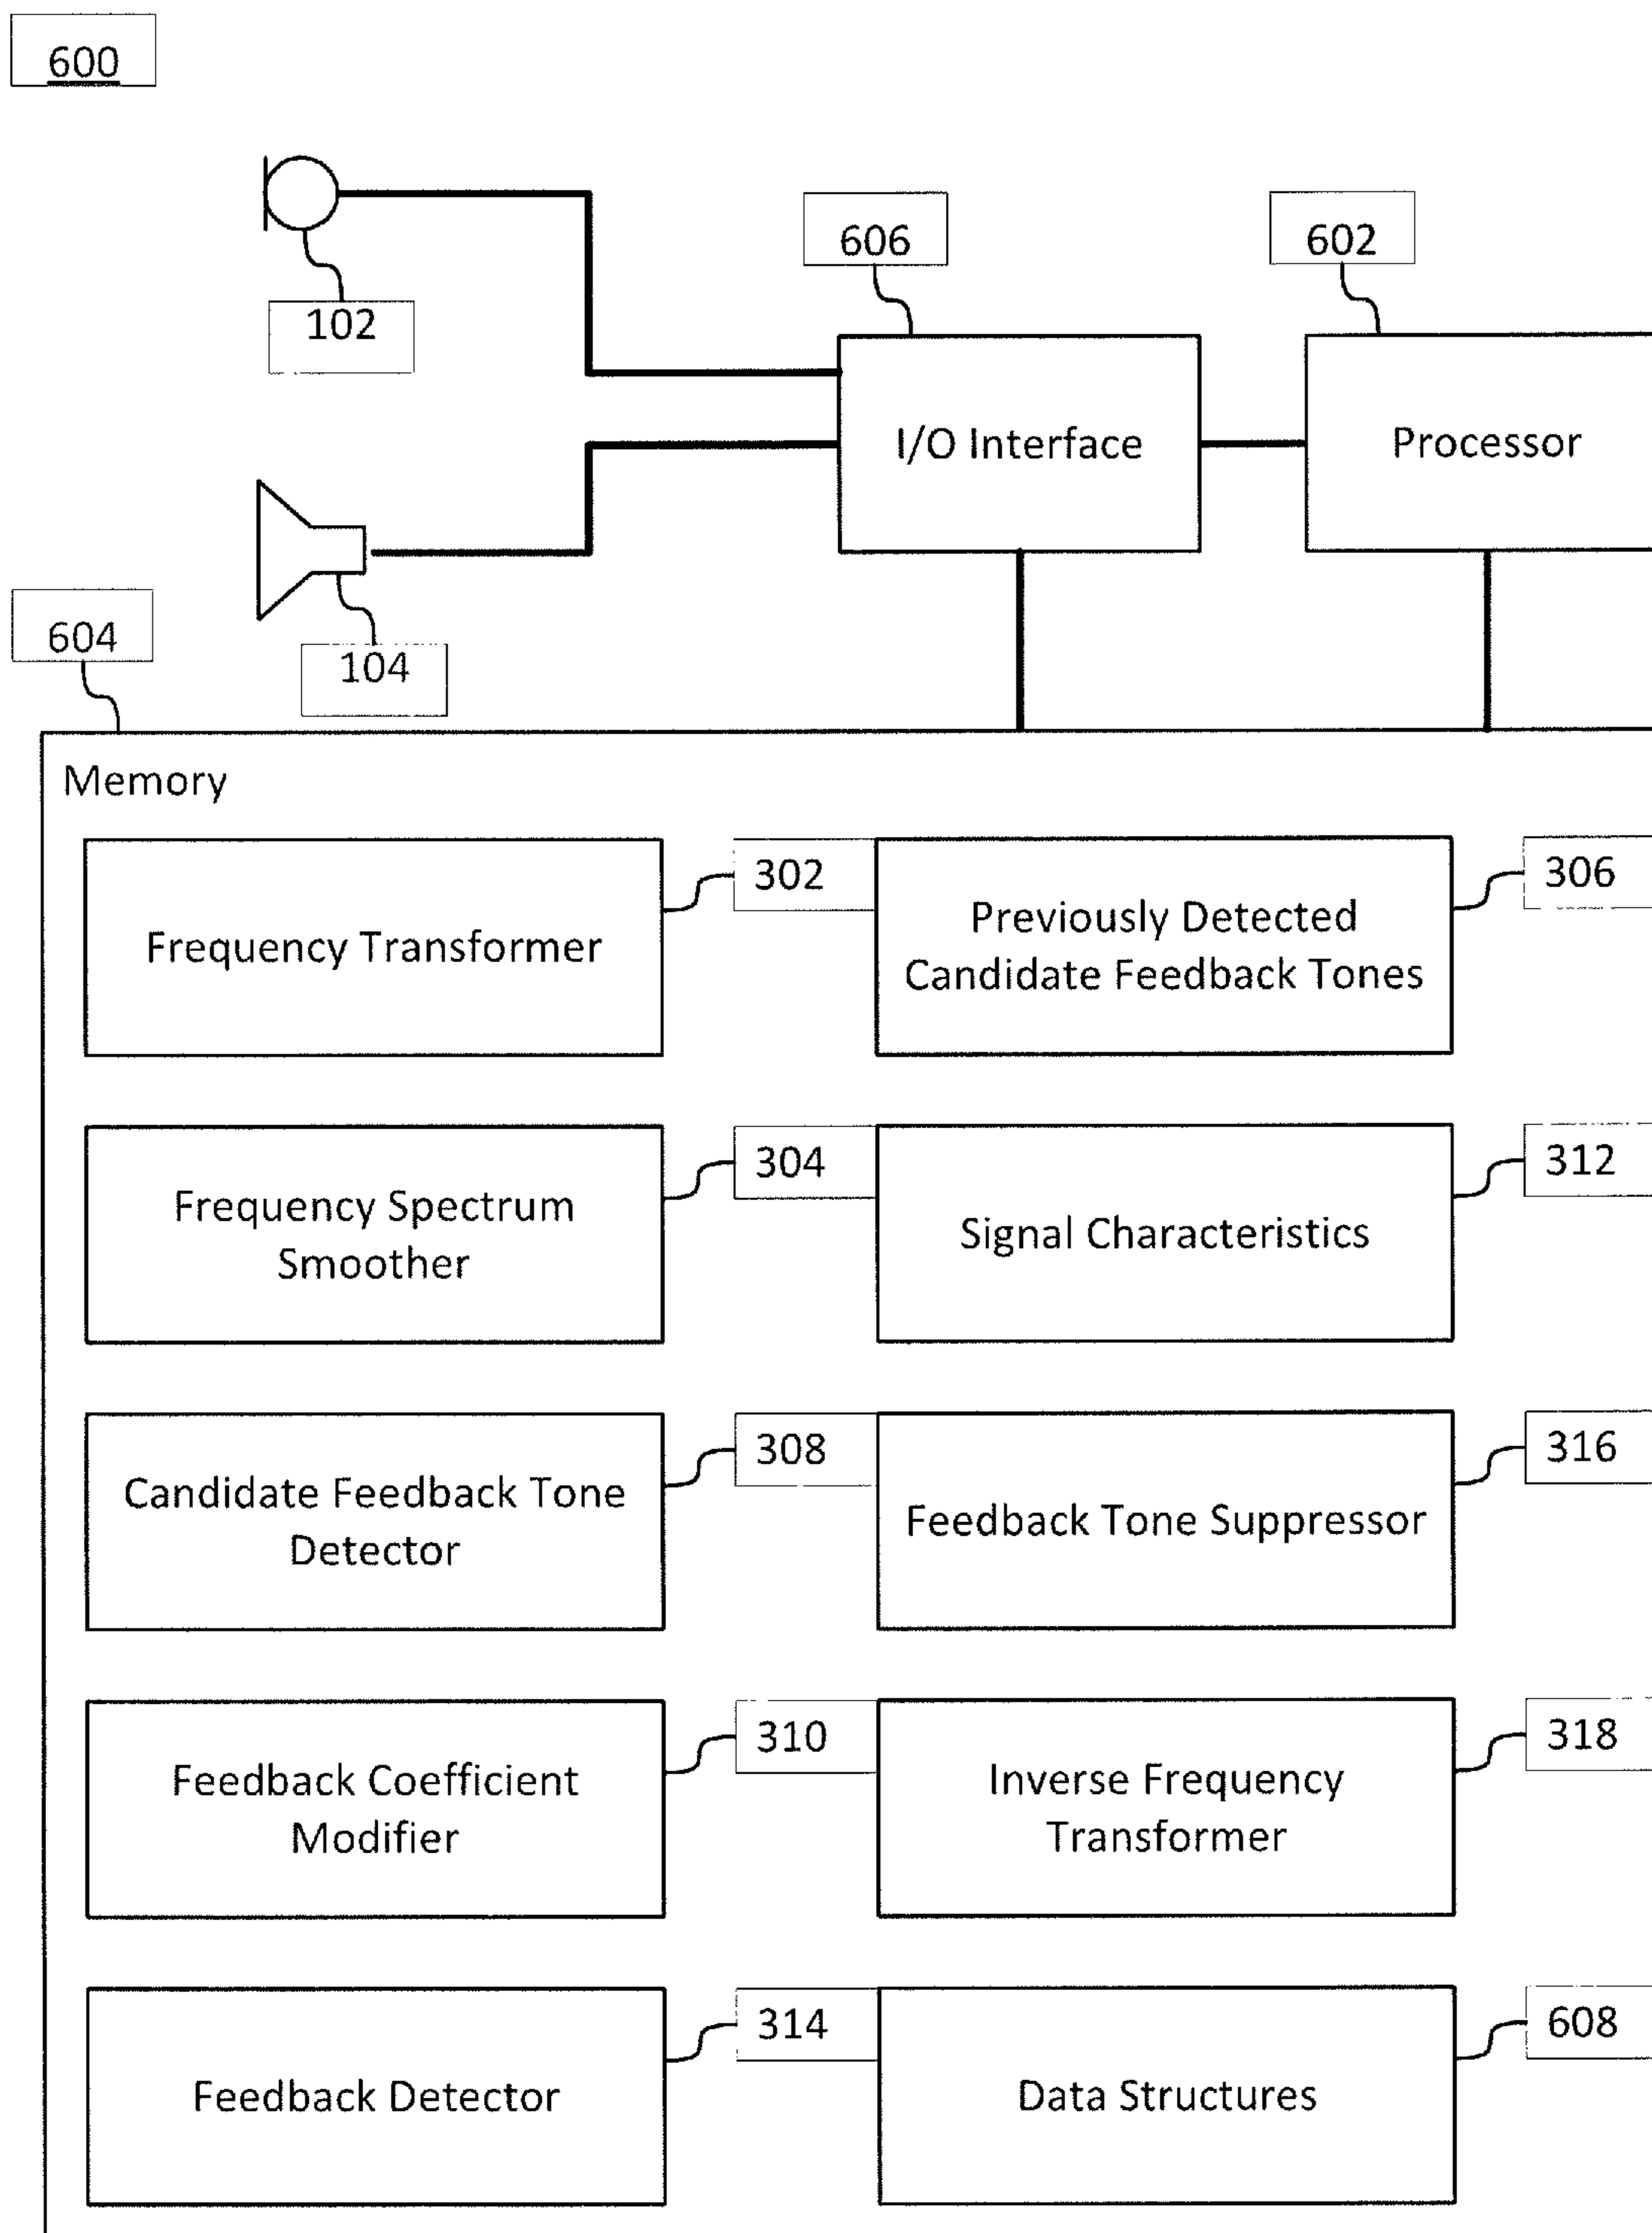 600
606
602
102
I/O Interface
Processor
604
104
Memory
302
306
Frequency Transformer
Previously Detected
Candidate Feedback Tones
304
312
Frequency Spectrum
Smoother
Signal Characteristics
308
316
Candidate Feedback Tone
Detector
Feedback Tone Suppressor
310
318
Feedback Coefficient
Modifier
Inverse Frequency
Transformer
314
608
Feedback Detector
Data Structures